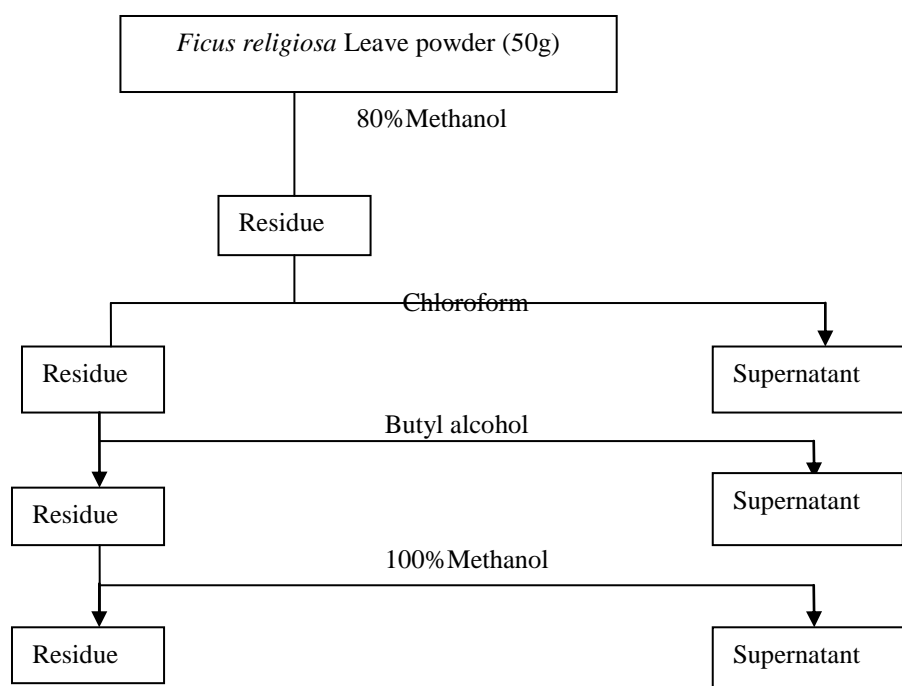 Ficus religiosa Leave powder (50g)
80%Methanol
Residue
Chloroform
Residue
Supernatant
Butyl alcohol
Residue
Supernatant
100%Methanol
Residue
Supernatant